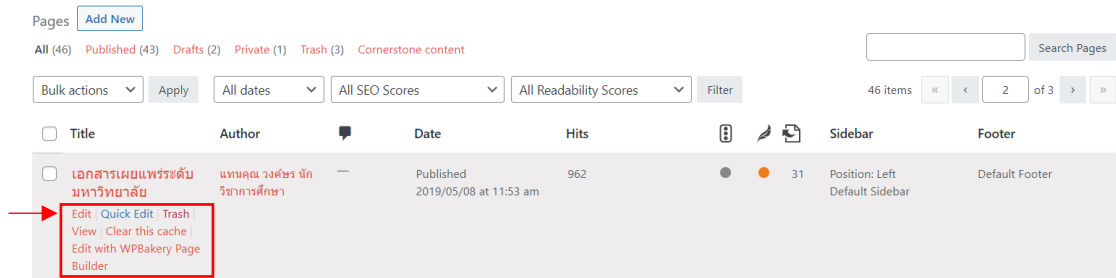 Pages Add New
All (46) Published (43) Drafts (2) Private (1) Trash (3) Cornerstone content
Search Pages
Bulk actions Apply All dates All SEO Scores All Readability Scores Filter 46 items « ‹ 2 of 3 › »
Title Author Date Hits Sidebar Footer
เอกสารเผยแพร่ระดับ แทนคุณ วงค์ษร นัก — Published 962 31 Position: Left Default Footer
มหาวิทยาลัย วิชาการศึกษา 2019/05/08 at 11:53 am Default Sidebar
Edit | Quick Edit | Trash |
View | Clear this cache |
Edit with WPBakery Page
Builder